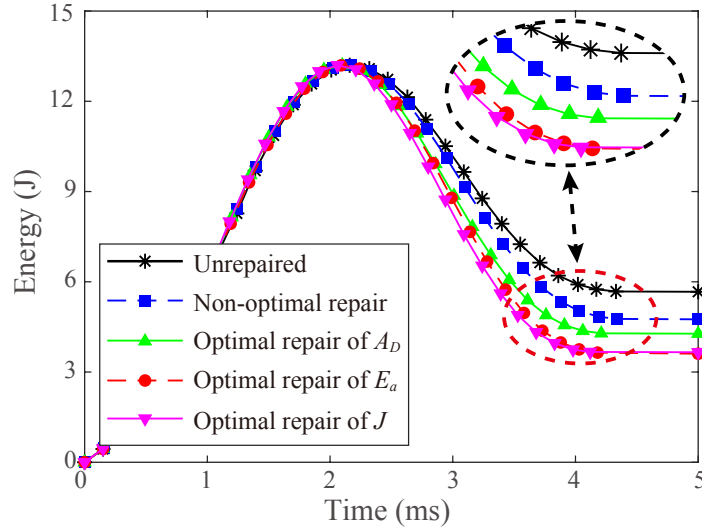 15
12
9
6
3
0
Energy (J)
Unrepaired
Non-optimal repair
Optimal repair of A_D
Optimal repair of E_a
Optimal repair of J
0 1 2 3 4 5
Time (ms)